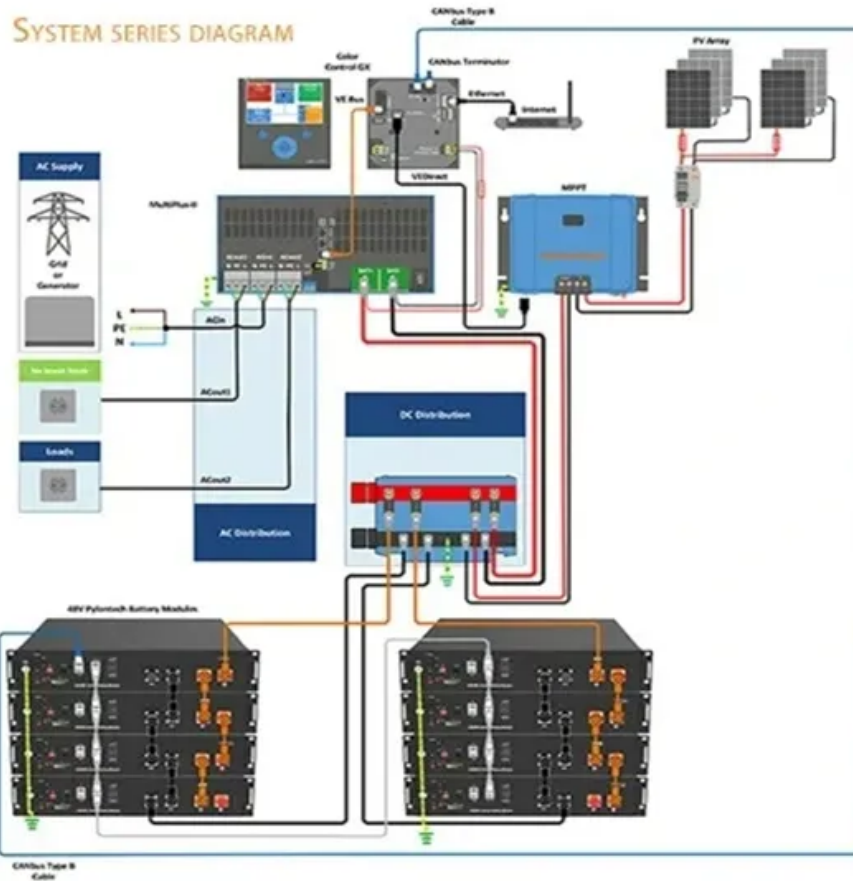 SYSTEM SERIES DIAGRAM
CANbus Type B
Cable
Color
Control GX
CANbus Terminator
PV Array
VE Bus
Ethernet
Internet
AC Supply
VE Direct
MPPT
MultiPlus-II
Grid
or
Generator
L
PE
N
ACin
ACout1
DC Distribution
Loads
ACout2
AC Distribution
48V Pylontech Battery Modules
CANbus Type B
Cable